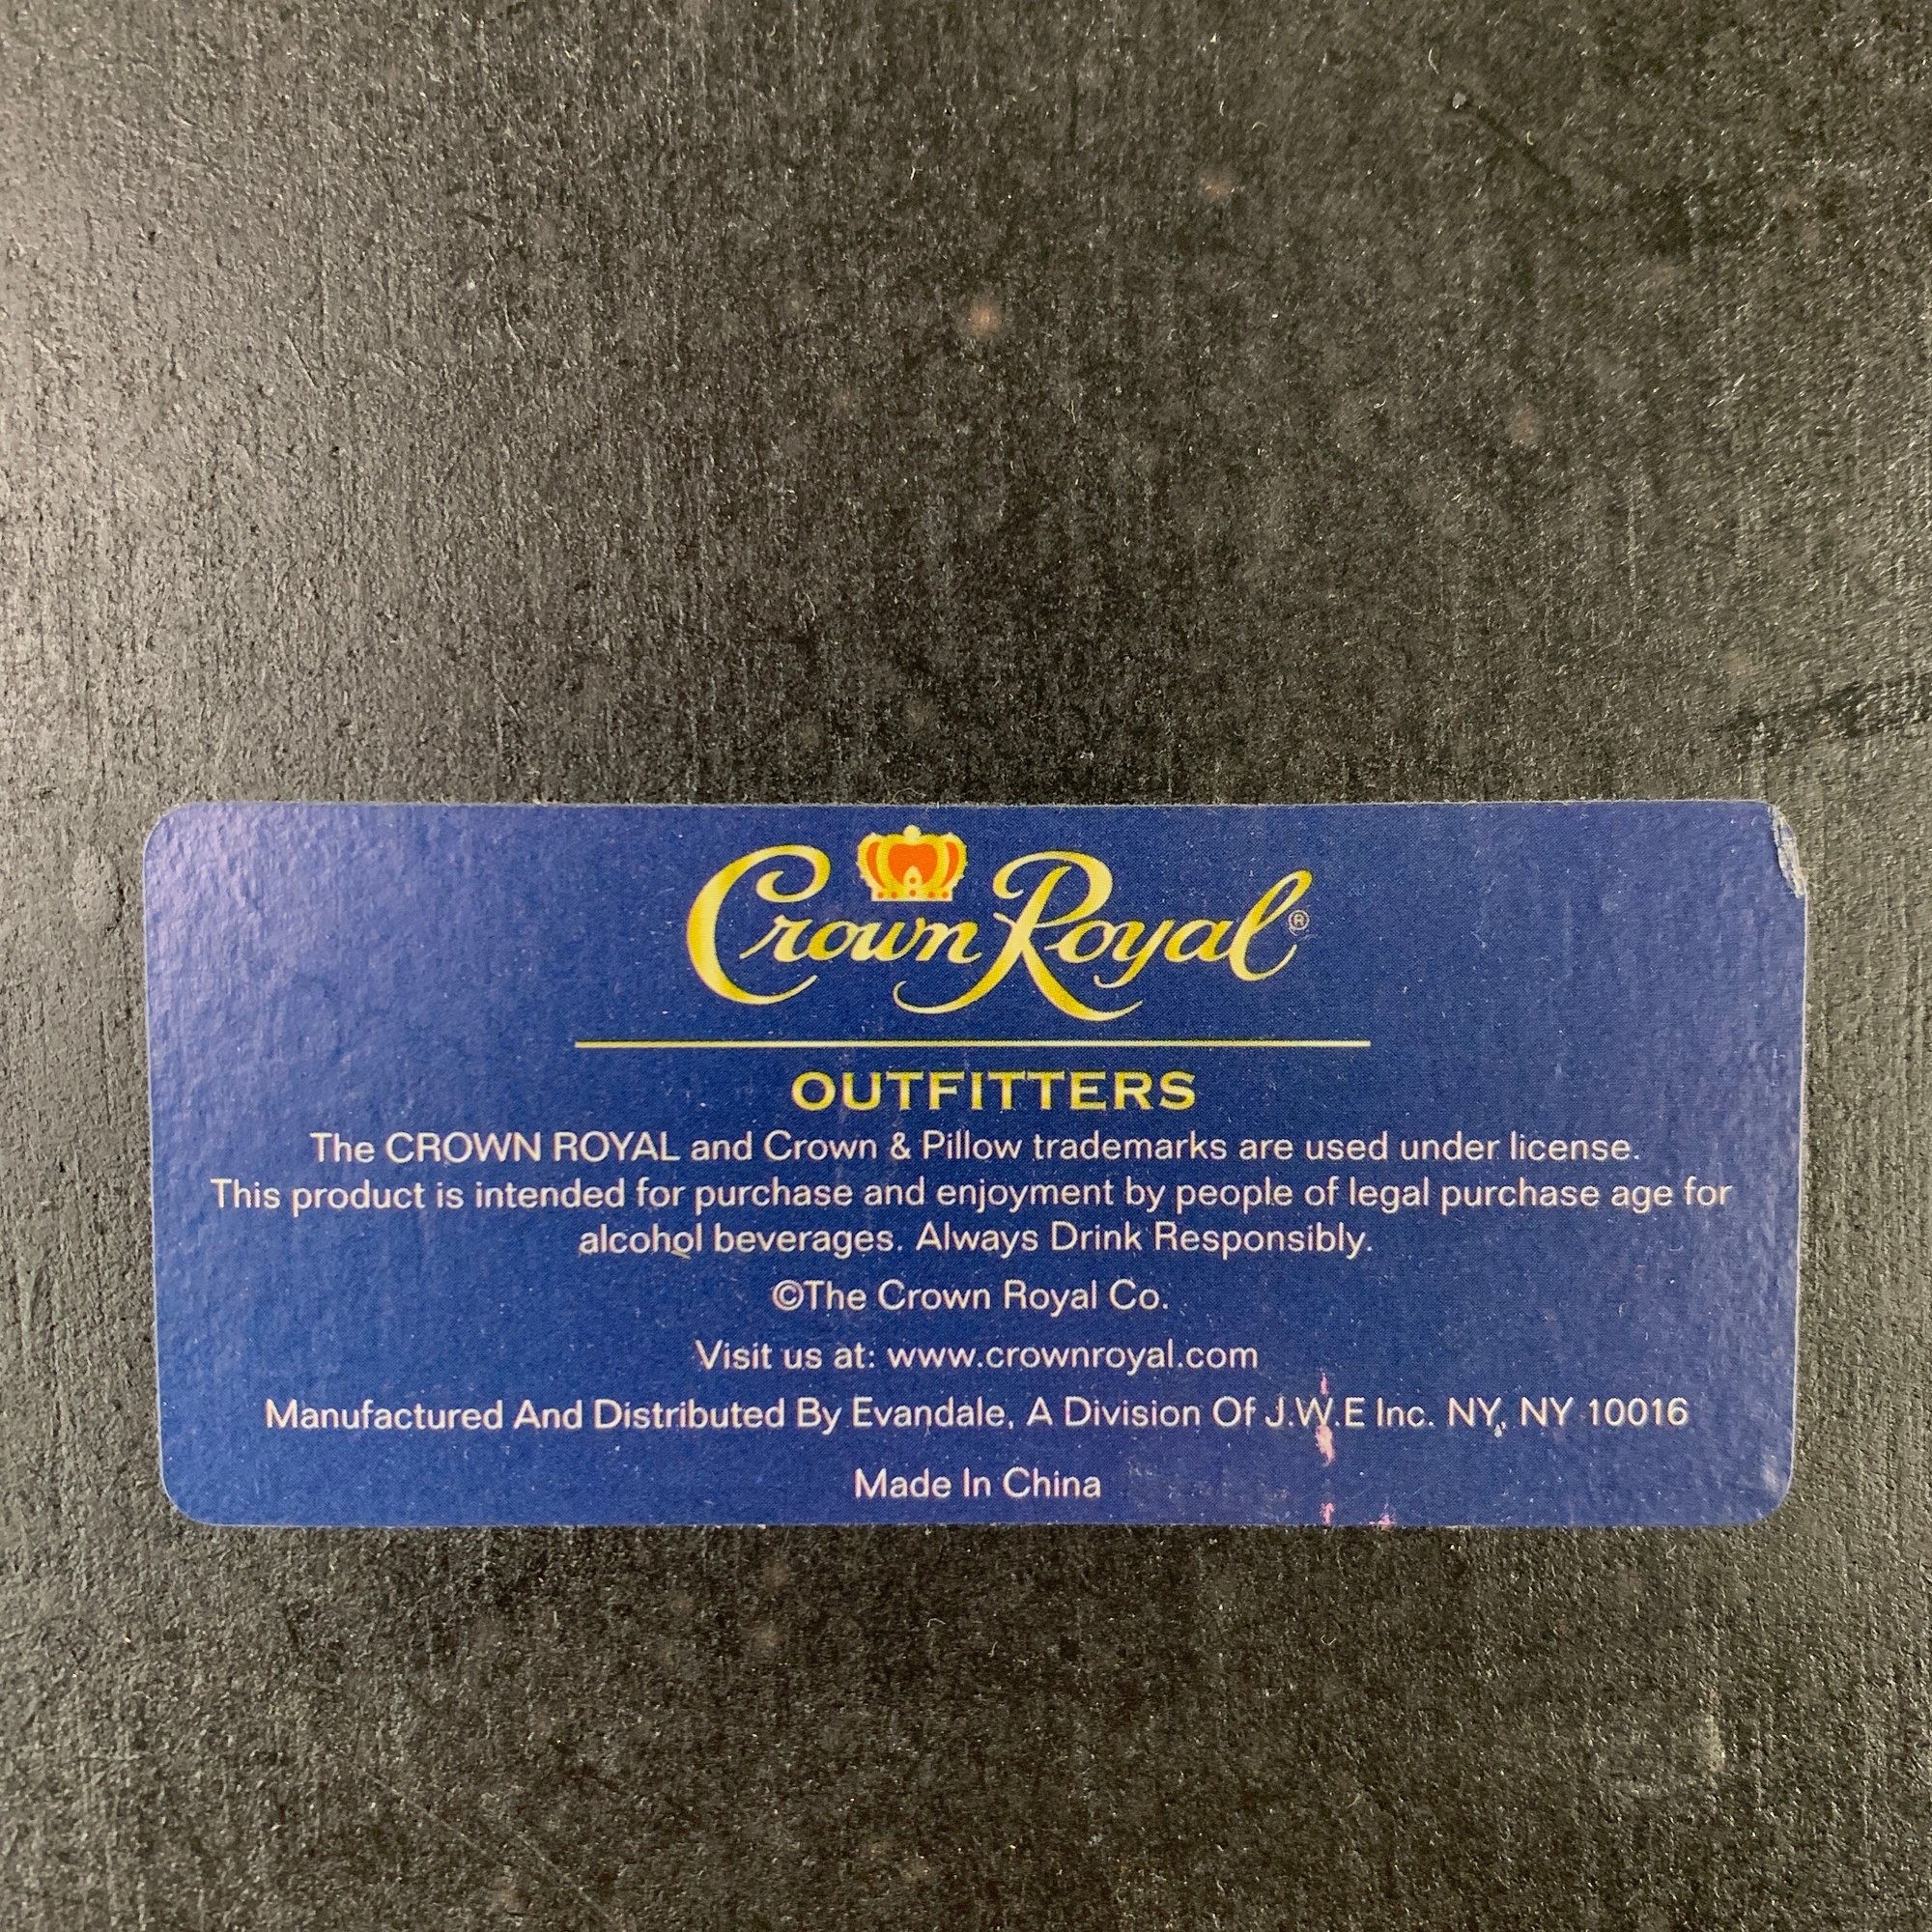 Crown Royal®
OUTFITTERS
The CROWN ROYAL and Crown & Pillow trademarks are used under license.
This product is intended for purchase and enjoyment by people of legal purchase age for
alcohol beverages. Always Drink Responsibly.
©The Crown Royal Co.
Visit us at: www.crownroyal.com
Manufactured And Distributed By Evandale, A Division Of J.W.E Inc. NY, NY 10016
Made In China